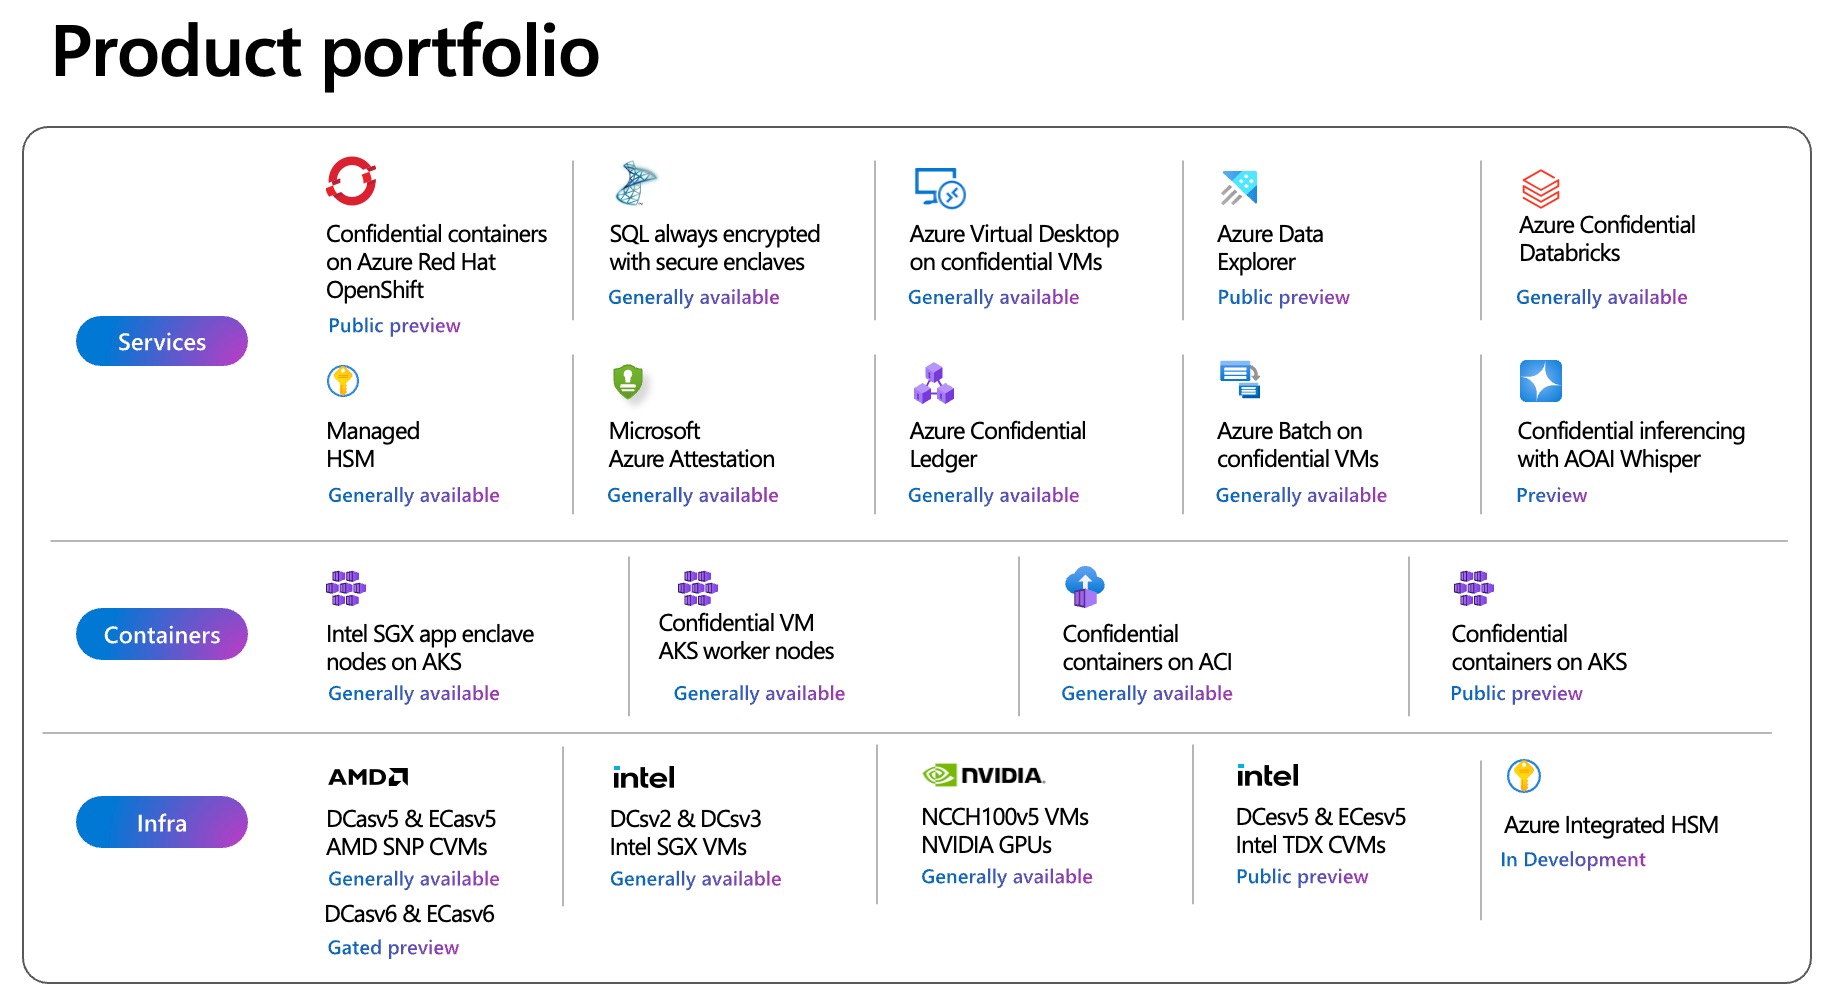 Product portfolio
Services
Confidential containers
on Azure Red Hat
OpenShift
Public preview
SQL always encrypted
with secure enclaves
Generally available
Azure Virtual Desktop
on confidential VMs
Generally available
Azure Data
Explorer
Public preview
Azure Confidential
Databricks
Generally available
Managed
HSM
Generally available
Microsoft
Azure Attestation
Generally available
Azure Confidential
Ledger
Generally available
Azure Batch on
confidential VMs
Generally available
Confidential inferencing
with AOAI Whisper
Preview
Containers
Intel SGX app enclave
nodes on AKS
Generally available
Confidential VM
AKS worker nodes
Generally available
Confidential
containers on ACI
Generally available
Confidential
containers on AKS
Public preview
Infra
AMD
DCasv5 & ECasv5
AMD SNP CVMs
Generally available
DCasv6 & ECasv6
Gated preview
intel
DCsv2 & DCsv3
Intel SGX VMs
Generally available
NVIDIA.
NCCH100v5 VMs
NVIDIA GPUs
Generally available
intel
DCesv5 & ECesv5
Intel TDX CVMs
Public preview
Azure Integrated HSM
In Development